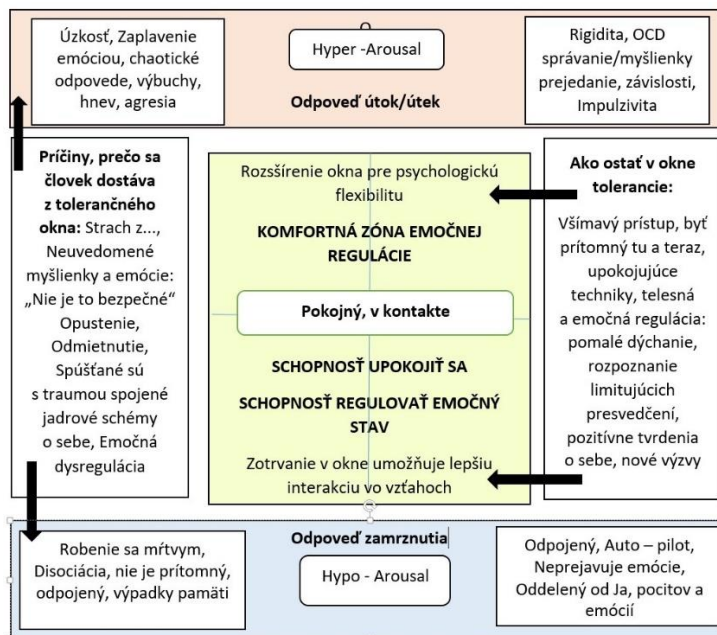 Úzkosť, Zaplavenie
emóciou, chaotické
odpovede, výbuchy,
hnev, agresia
Hyper -Arousal
Odpoveď útok/útek
Rigidita, OCD
správanie/myšlienky
prejedanie, závislosti,
Impulzivita
Príčiny, prečo sa
človek dostáva
z tolerančného
okna: Strach z...,
Neuvedomené
myšlienky a emócie:
„Nie je to bezpečné“
Opustenie,
Odmietnutie,
Spúšťané sú
s traumou spojené
jadrové schémy
o sebe, Emočná
dysregulácia
Rozsšírenie okna pre psychologickú
flexibilitu
KOMFORTNÁ ZÓNA EMOČNEJ
REGULÁCIE
Pokojný, v kontakte
SCHOPNOSŤ UPOKOJIŤ SA
SCHOPNOSŤ REGULOVAŤ EMOČNÝ
STAV
Zotrvanie v okne umožňuje lepšiu
interakciu vo vzťahoch
Ako ostať v okne
tolerancie:
Všímavý prístup, byť
prítomný tu a teraz,
upokojujúce
techniky, telesná
a emočná regulácia:
pomalé dýchanie,
rozpoznanie
limitujúcich
presvedčení,
pozitívne tvrdenia
o sebe, nové výzvy
Robenie sa mŕtvym,
Disociácia, nie je prítomný,
odpojený, výpadky pamäti
Odpoveď zamrznutia
Hypo - Arousal
Odpojený, Auto – pilot,
Neprejavuje emócie,
Oddelený od Ja, pocitov a
emócií